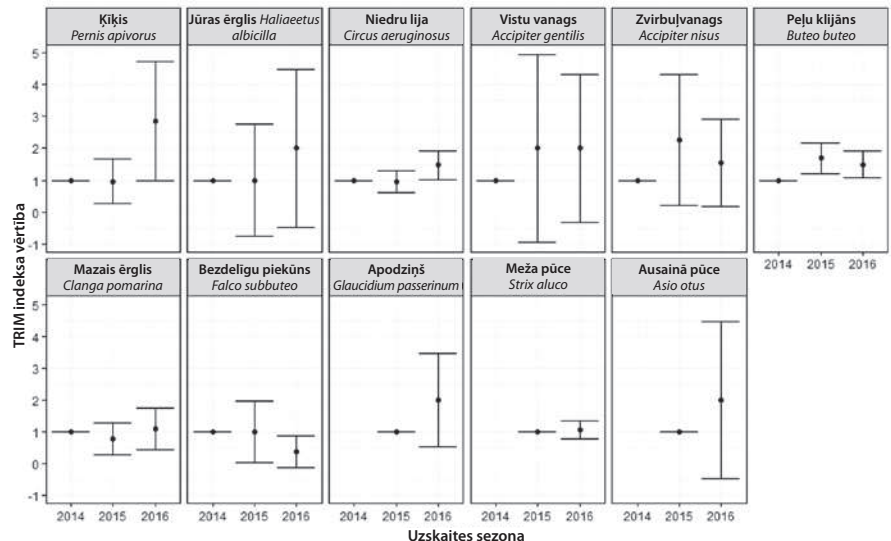 Ķīķis
Pernis apivorus
Jūras ērglis Haliaeetus
albicilla
Niedru lija
Circus aeruginosus
Vistu vanags
Accipiter gentilis
Zvirbuļvanags
Accipiter nisus
Peļu klijāns
Buteo buteo
5
4
3
2
1
0
-1
2014 2015 2016
TRIM indeksa vērtība
Mazais ērglis
Clanga pomarina
Bezdelīgu piekūns
Falco subbuteo
Apodziņš
Glaucidium passerinum
Meža pūce
Strix aluco
Ausainā pūce
Asio otus
5
4
3
2
1
0
-1
2014 2015 2016
2014 2015 2016
2014 2015 2016
2014 2015 2016
2014 2015 2016
Uzskaites sezona